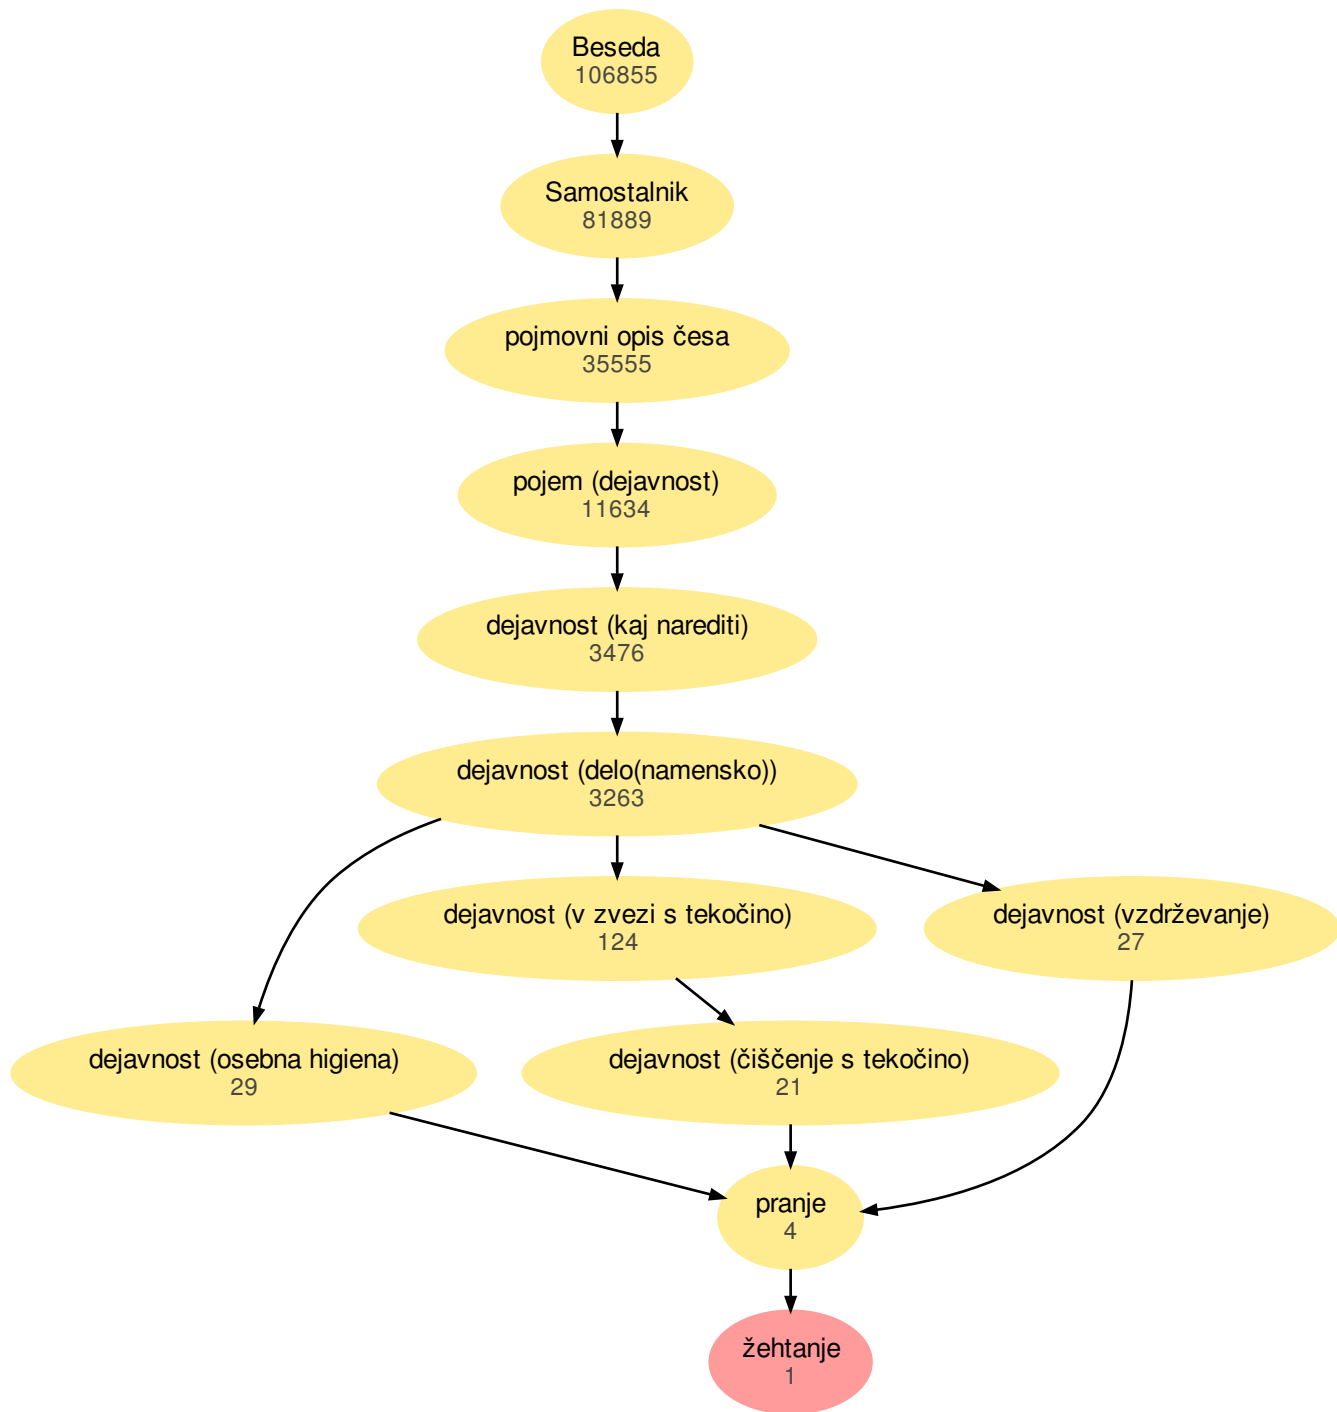 Beseda
106855
Samostalnik
81889
pojmovni opis česa
35555
pojem (dejavnost)
11634
dejavnost (kaj narediti)
3476
dejavnost (delo(namensko))
3263
dejavnost (v zvezi s tekočino)
124
dejavnost (vzdrževanje)
27
dejavnost (osebna higiena)
29
dejavnost (čiščenje s tekočino)
21
pranje
4
žehtanje
1